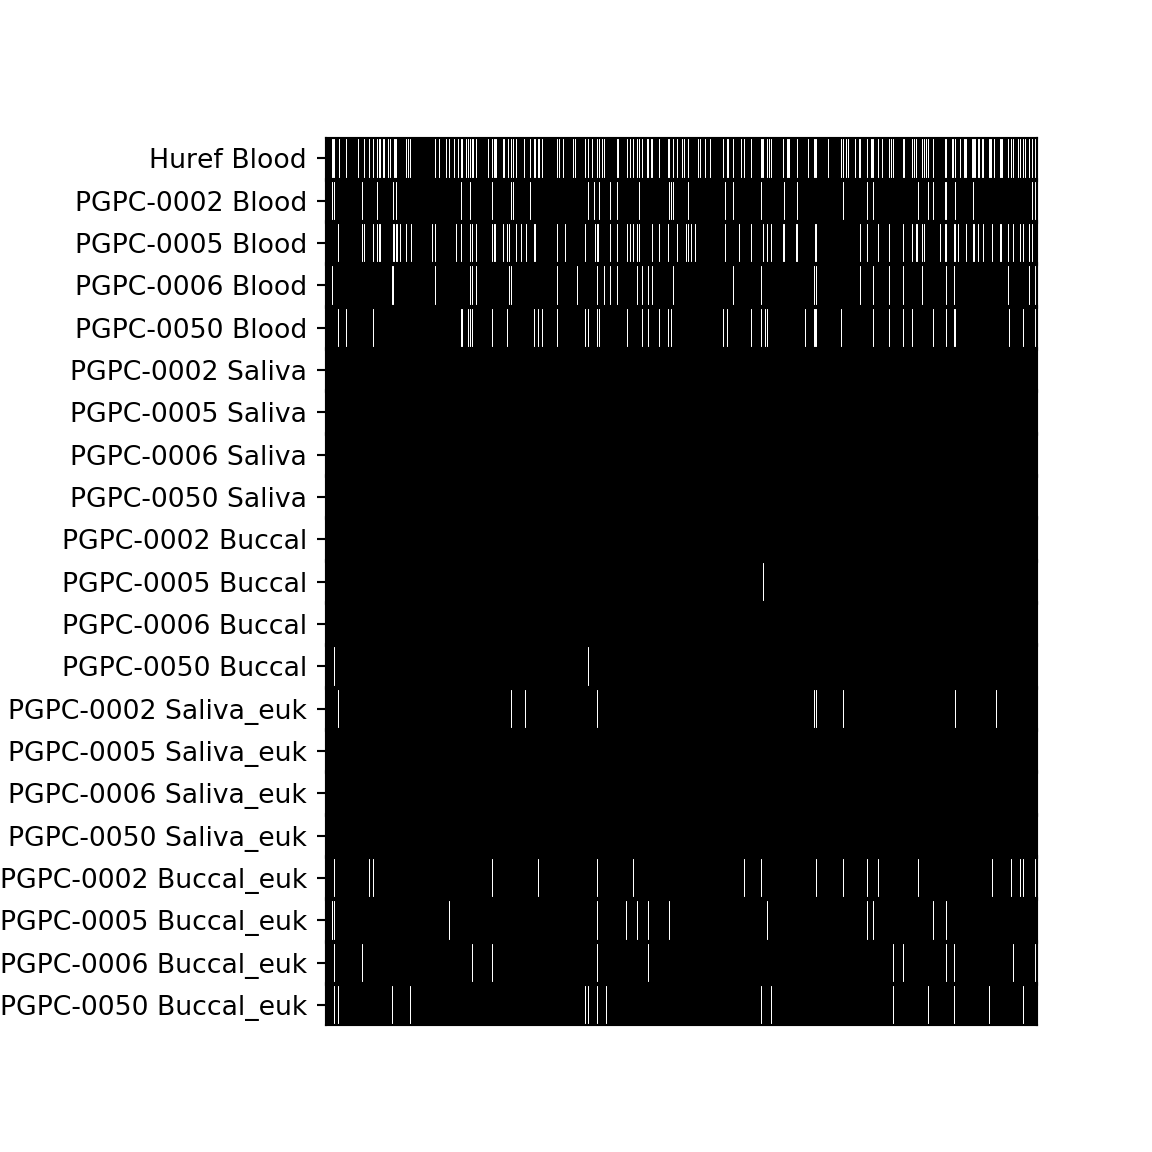 Huref Blood
PGPC-0002 Blood
PGPC-0005 Blood
PGPC-0006 Blood
PGPC-0050 Blood
PGPC-0002 Saliva
PGPC-0005 Saliva
PGPC-0006 Saliva
PGPC-0050 Saliva
PGPC-0002 Buccal
PGPC-0005 Buccal
PGPC-0006 Buccal
PGPC-0050 Buccal
PGPC-0002 Saliva_euk
PGPC-0005 Saliva_euk
PGPC-0006 Saliva_euk
PGPC-0050 Saliva_euk
PGPC-0002 Buccal_euk
PGPC-0005 Buccal_euk
PGPC-0006 Buccal_euk
PGPC-0050 Buccal_euk